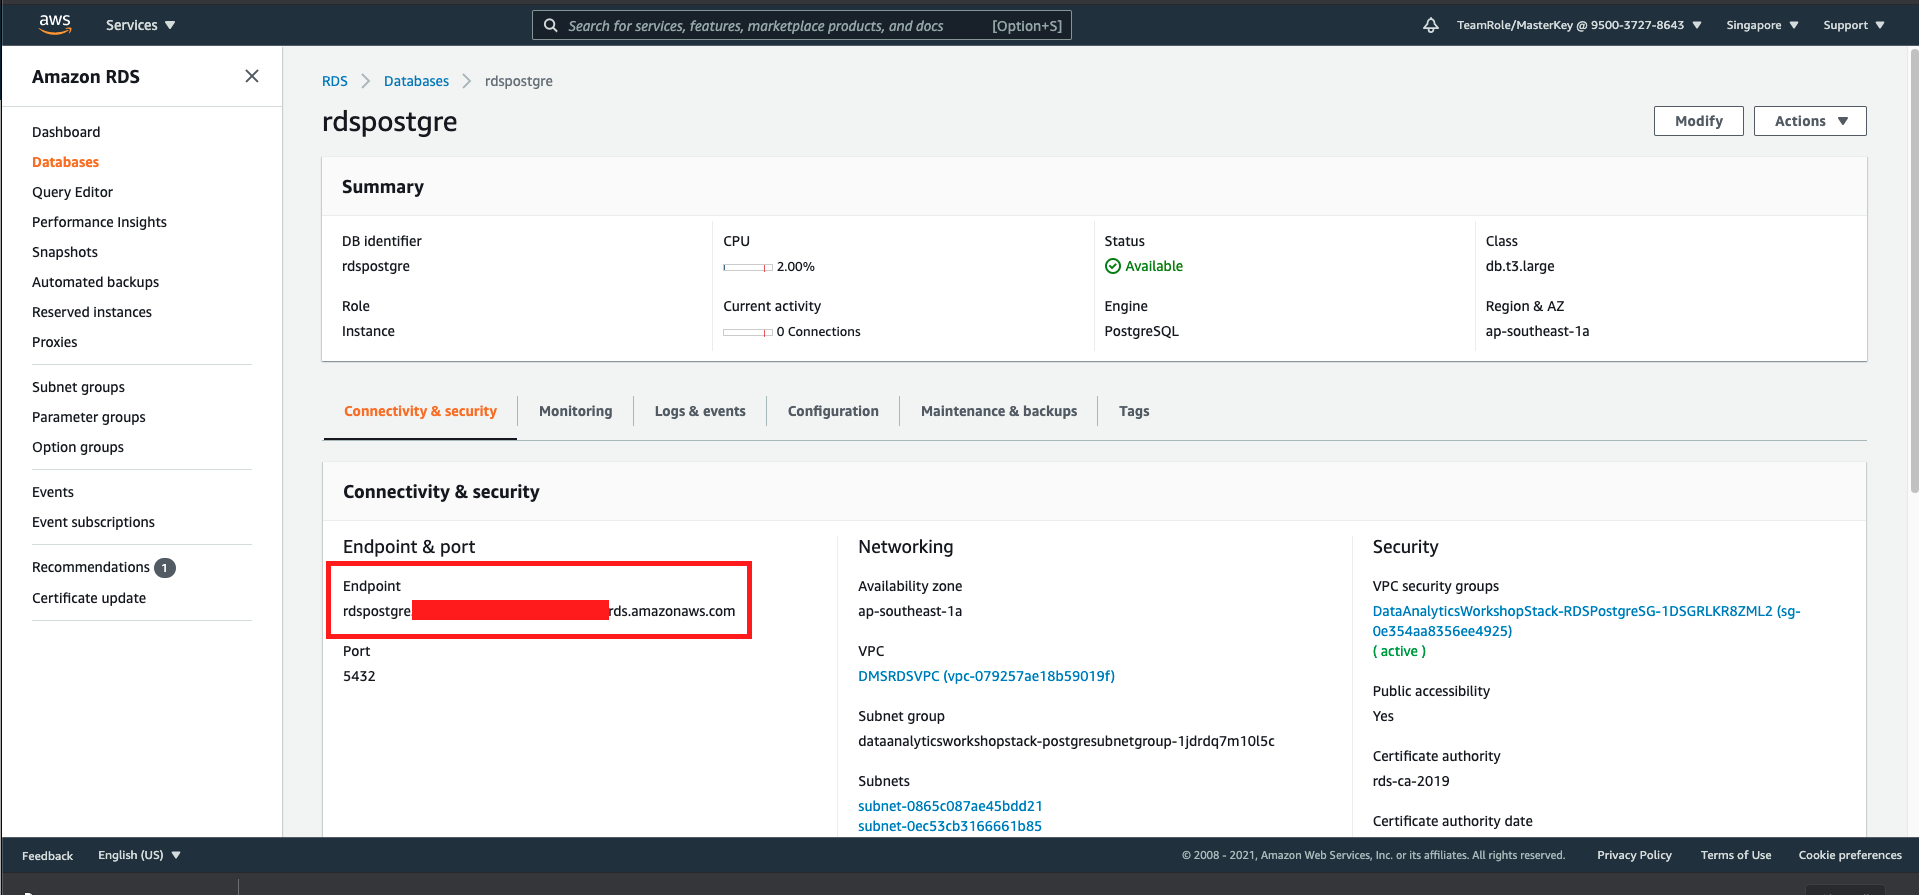 aws
Services
Search for services, features, marketplace products, and docs [Option+S]
TeamRole/MasterKey @ 9500-3727-8643
Singapore
Support
Amazon RDS
Dashboard
Databases
Query Editor
Performance Insights
Snapshots
Automated backups
Reserved instances
Proxies
Subnet groups
Parameter groups
Option groups
Events
Event subscriptions
Recommendations 1
Certificate update
RDS > Databases > rdspostgre
rdspostgre
Modify
Actions
Summary
DB identifier
rdspostgre
Role
Instance
CPU
2.00%
Current activity
0 Connections
Status
Available
Engine
PostgreSQL
Class
db.t3.large
Region & AZ
ap-southeast-1a
Connectivity & security
Monitoring
Logs & events
Configuration
Maintenance & backups
Tags
Connectivity & security
Endpoint & port
Endpoint
rdspostgre. rds.amazonaws.com
Port
5432
Networking
Availability zone
ap-southeast-1a
VPC
DMSRDSVPC (vpc-079257ae18b59019f)
Subnet group
dataanalyticsworkshopstack-postgresubnetgroup-1jdrdq7m10l5c
Subnets
subnet-0865c087ae45bdd21
subnet-0ec53cb3166661b85
Security
VPC security groups
DataAnalyticsWorkshopStack-RDSPostgreSG-1DSGRLKR8ZML2 (sg-
0e354aa8356ee4925)
( active )
Public accessibility
Yes
Certificate authority
rds-ca-2019
Certificate authority date
Feedback
English (US)
© 2008 - 2021, Amazon Web Services, Inc. or its affiliates. All rights reserved.
Privacy Policy
Terms of Use
Cookie preferences